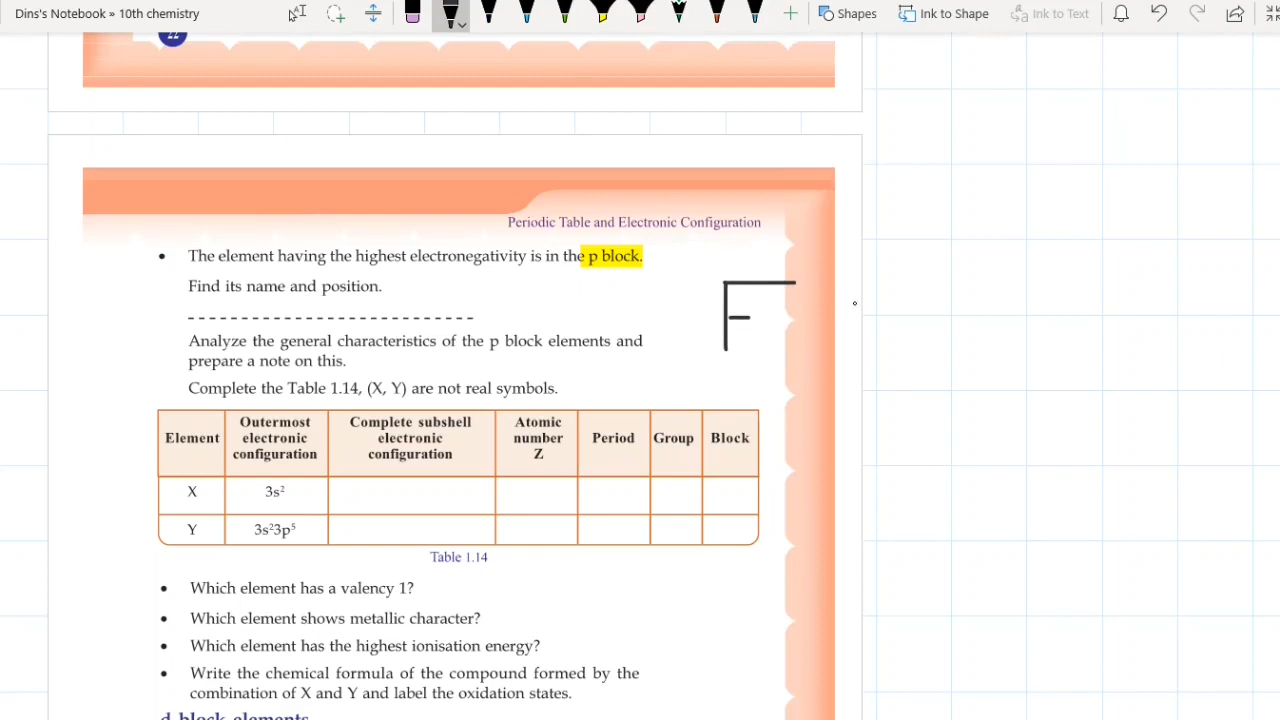 Dins's Notebook » 10th chemistry
Shapes
Ink to Shape
Ink to Text
22
Periodic Table and Electronic Configuration
• The element having the highest electronegativity is in the p block.
Find its name and position.
F
Analyze the general characteristics of the p block elements and
prepare a note on this.
Complete the Table 1.14, (X, Y) are not real symbols.
Element Outermost electronic configuration Complete subshell electronic configuration Atomic number Z Period Group Block
X 3s²
Y 3s²3p⁵
Table 1.14
• Which element has a valency 1?
• Which element shows metallic character?
• Which element has the highest ionisation energy?
• Write the chemical formula of the compound formed by the
combination of X and Y and label the oxidation states.
d block elements